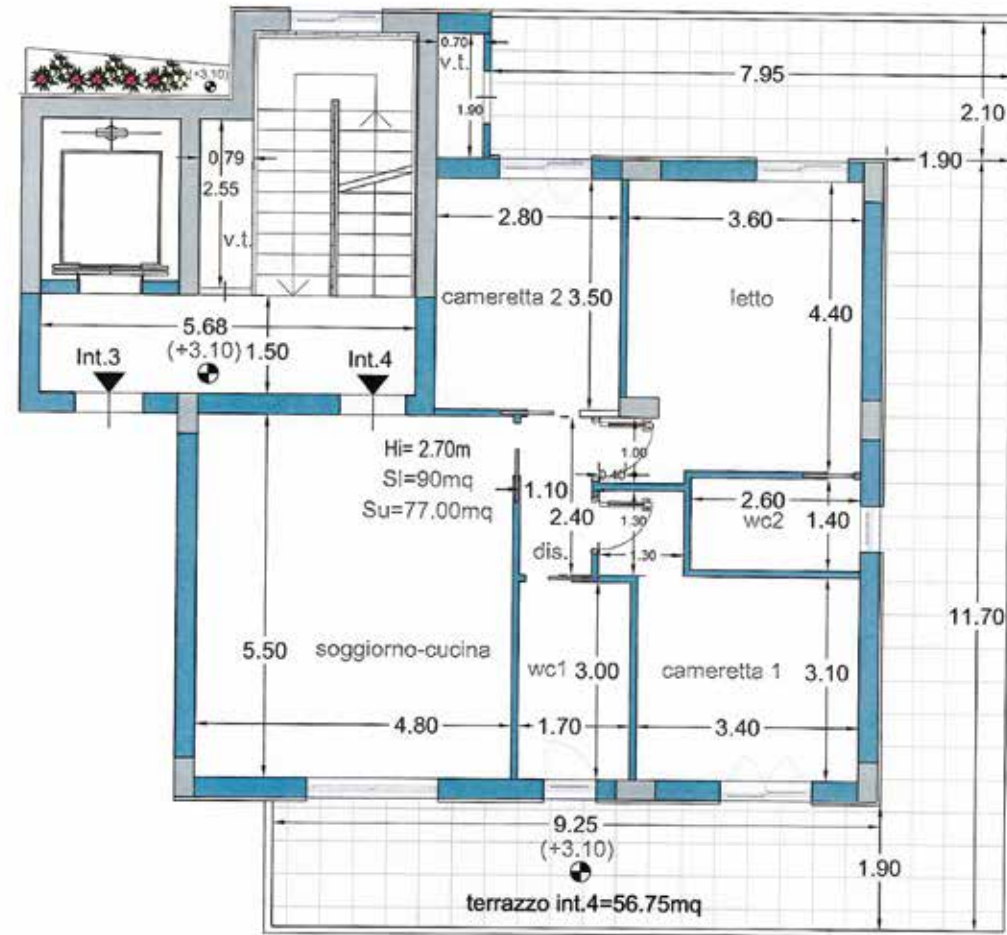 0.70
v.t.
(+3.10)
7.95
2.10
1.90
0.79
2.55
v.t.
1.90
2.80
3.60
cameretta 2
3.50
letto
4.40
5.68
(+3.10)
1.50
Int.3
Int.4
Hi= 2.70m
Sl=90mq
Su=77.00mq
1.00
0.40
1.10
2.40
1.30
2.60
wc2
1.40
dis.
1.30
11.70
5.50
soggiorno-cucina
wc1
3.00
cameretta 1
3.10
4.80
1.70
3.40
9.25
(+3.10)
1.90
terrazzo int.4=56.75mq